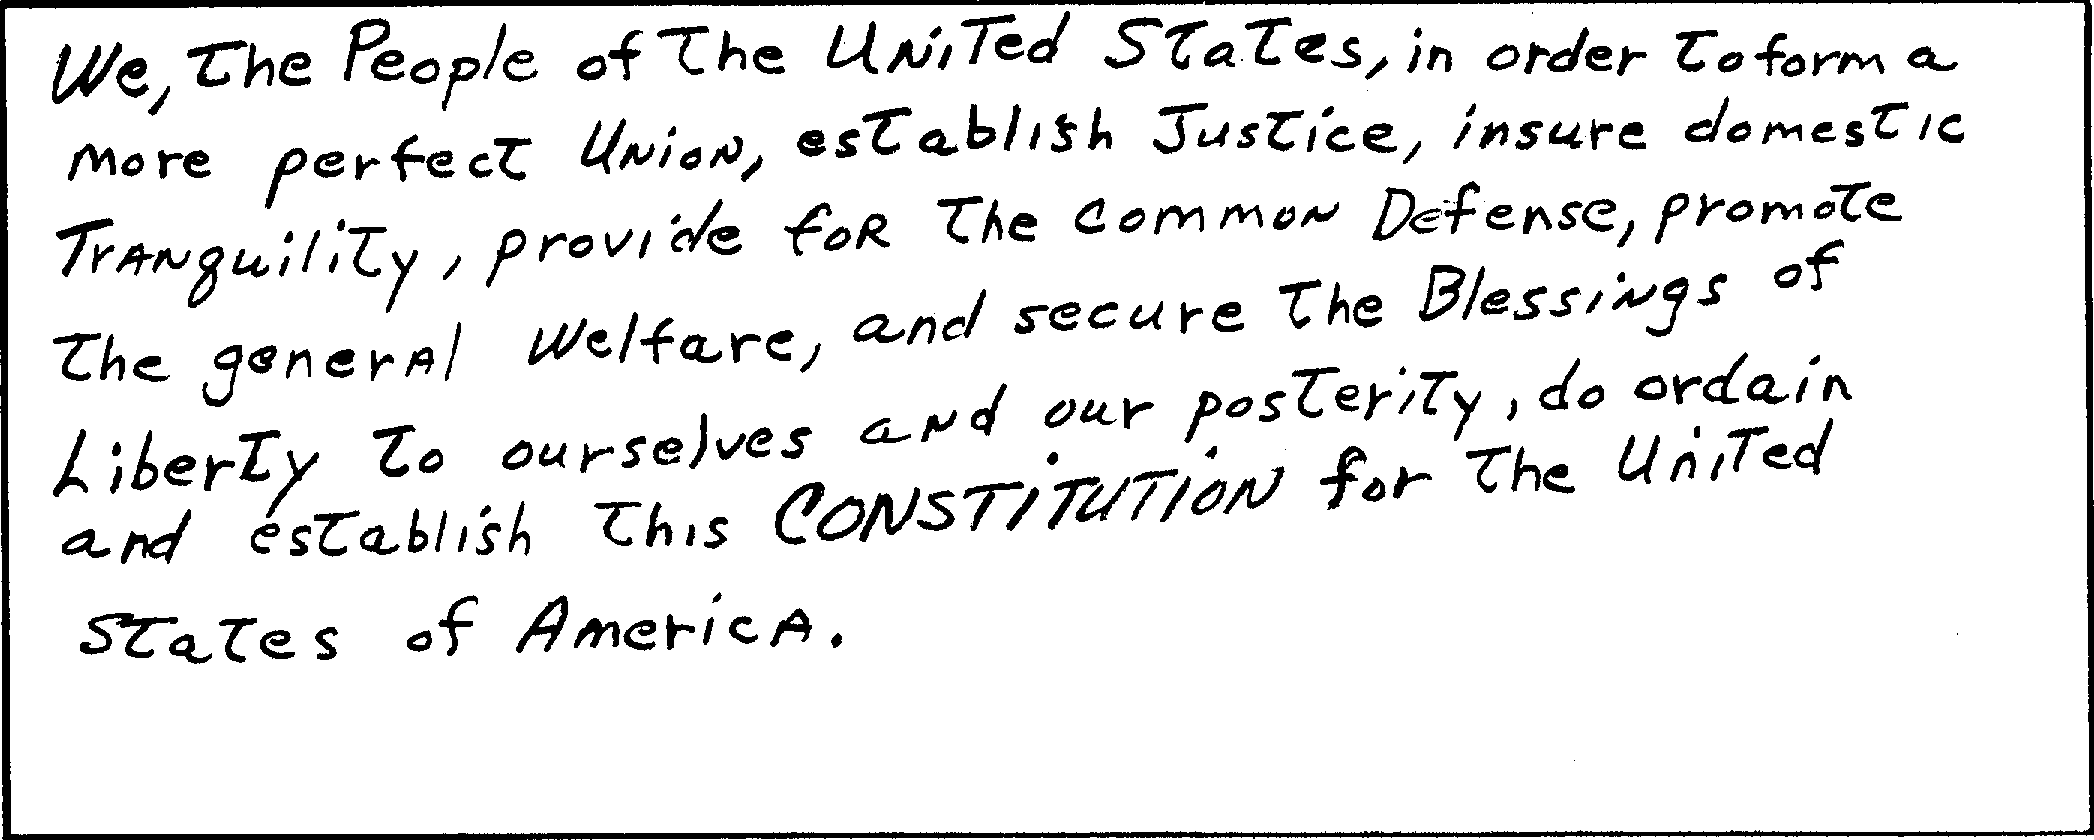 We, the People of the United States, in order to form a
more perfect Union, establish Justice, insure domestic
Tranquility, provide for the common Defense, promote
the general Welfare, and secure the Blessings of
Liberty to ourselves and our posterity, do ordain
and establish this CONSTITUTION for the United
States of America.